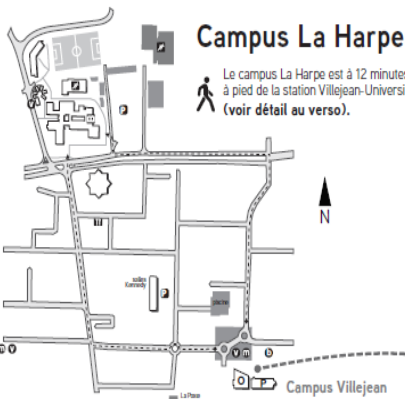 Campus La Harpe
Le campus La Harpe est à 12 minutes
à pied de la station Villejean-Universi
(voir détail au verso).
N
salles
Kennedy
P
piscine
V m
b
P
Campus Villejean
La Poste